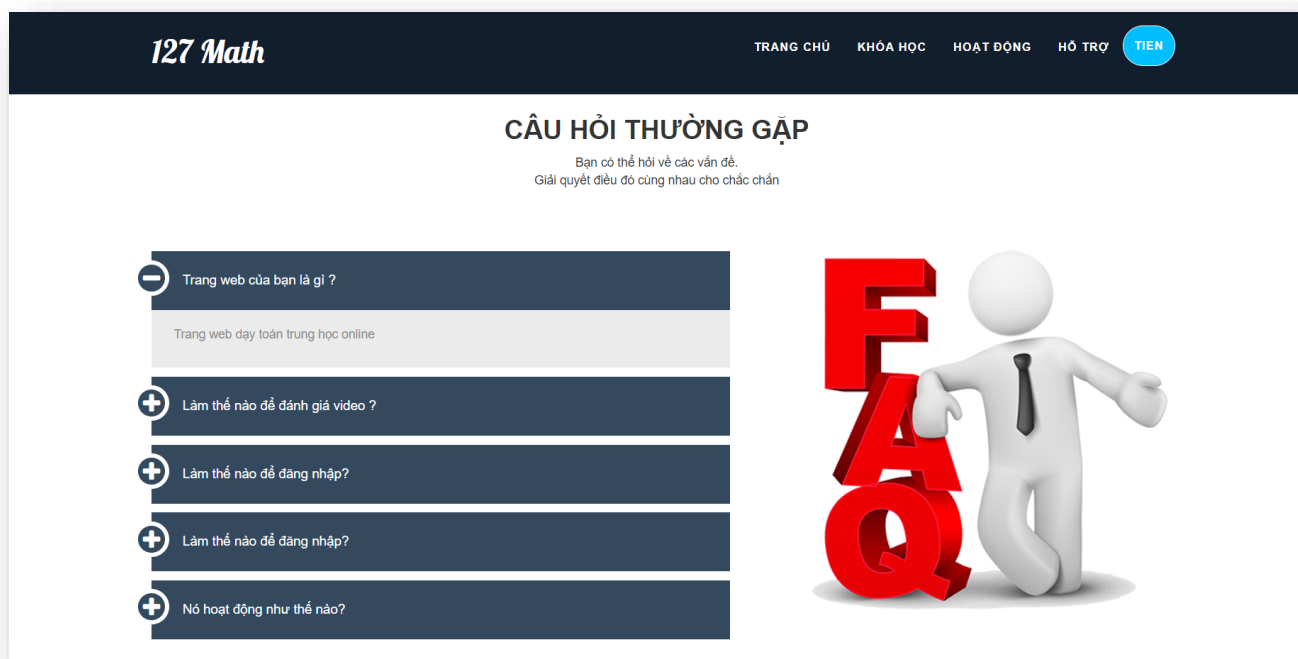 127 Math
TRANG CHỦ KHÓA HỌC HOẠT ĐỘNG HỖ TRỢ TIEN
CÂU HỎI THƯỜNG GẶP
Bạn có thể hỏi về các vấn đề.
Giải quyết điều đó cùng nhau cho chắc chắn
Trang web của bạn là gì ?
Trang web dạy toán trung học online
Làm thế nào để đánh giá video ?
Làm thế nào để đăng nhập?
Làm thế nào để đăng nhập?
Nó hoạt động như thế nào?
F
A
Q